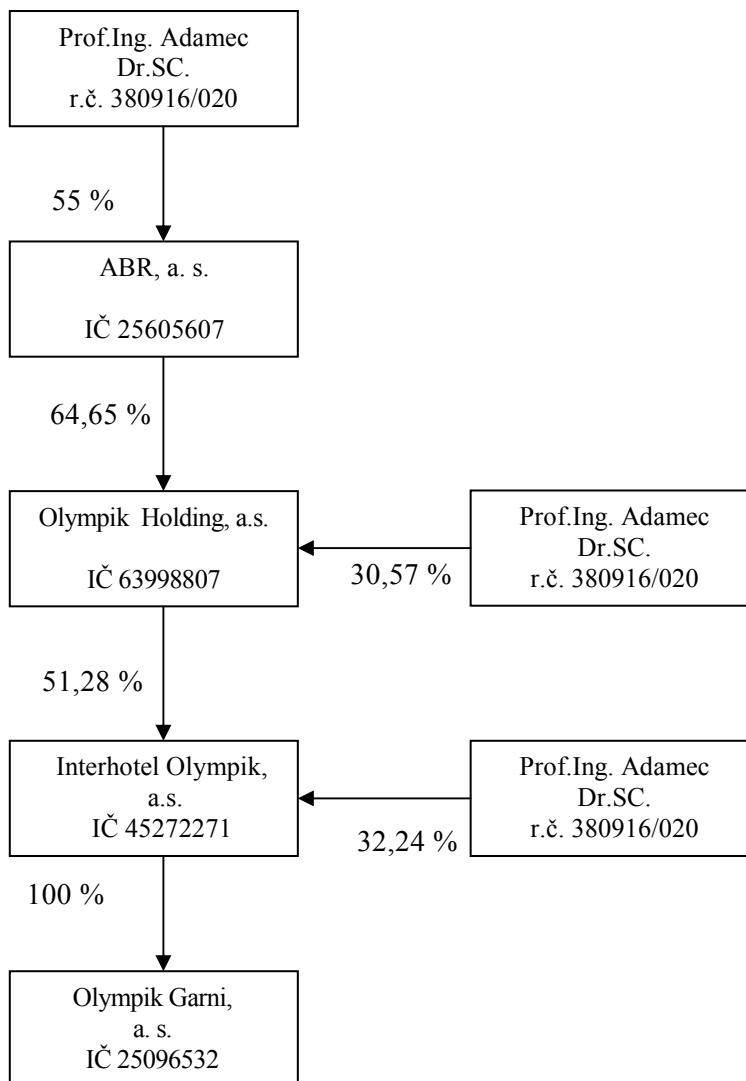 Prof.Ing. Adamec
Dr.SC.
r.č. 380916/020
55 %
ABR, a. s.
IČ 25605607
64,65 %
Olympik Holding, a.s.
IČ 63998807
30,57 %
Prof.Ing. Adamec
Dr.SC.
r.č. 380916/020
51,28 %
Interhotel Olympik,
a.s.
IČ 45272271
32,24 %
Prof.Ing. Adamec
Dr.SC.
r.č. 380916/020
100 %
Olympik Garni,
a. s.
IČ 25096532